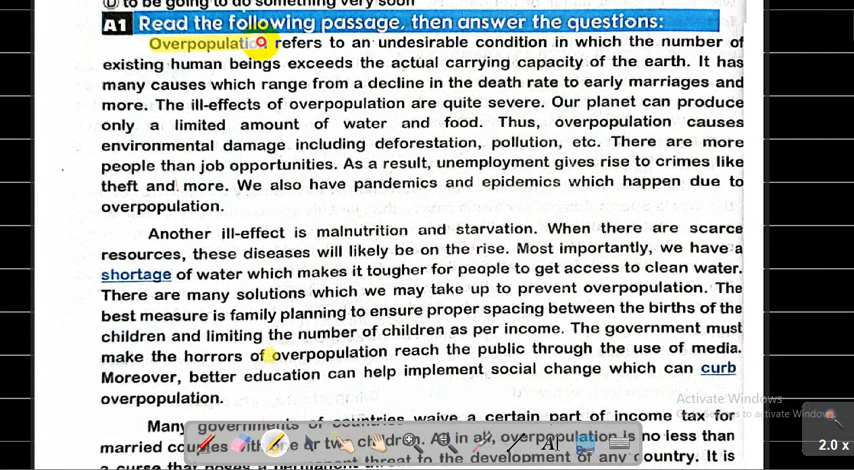 D to be going to do something very soon
A1 Read the following passage, then answer the questions:
Overpopulation refers to an undesirable condition in which the number of
existing human beings exceeds the actual carrying capacity of the earth. It has
many causes which range from a decline in the death rate to early marriages and
more. The ill-effects of overpopulation are quite severe. Our planet can produce
only a limited amount of water and food. Thus, overpopulation causes
environmental damage including deforestation, pollution, etc. There are more
people than job opportunities. As a result, unemployment gives rise to crimes like
theft and more. We also have pandemics and epidemics which happen due to
overpopulation.
Another ill-effect is malnutrition and starvation. When there are scarce
resources, these diseases will likely be on the rise. Most importantly, we have a
shortage of water which makes it tougher for people to get access to clean water.
There are many solutions which we may take up to prevent overpopulation. The
best measure is family planning to ensure proper spacing between the births of the
children and limiting the number of children as per income. The government must
make the horrors of overpopulation reach the public through the use of media.
Moreover, better education can help implement social change which can curb
overpopulation.
Activate Windows
to Settings to activate Windows
Many governments of countries waive a certain part of income tax for
married couples with one or two children. All in all, overpopulation is no less than
a curse that poses a permanent threat to the development of any country. It is
2.0 x